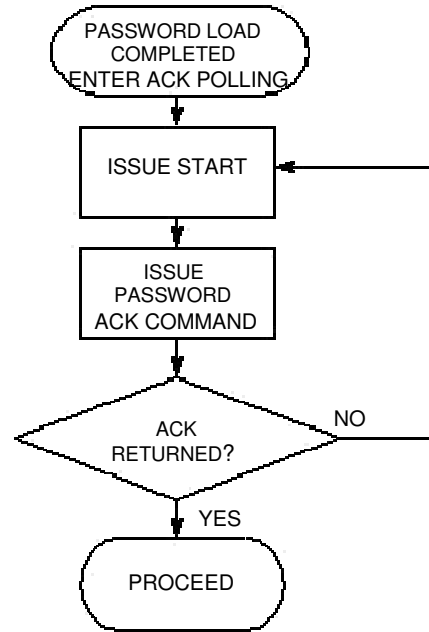 PASSWORD LOAD
COMPLETED
ENTER ACK POLLING
ISSUE START
ISSUE
PASSWORD
ACK COMMAND
ACK
RETURNED?
NO
YES
PROCEED